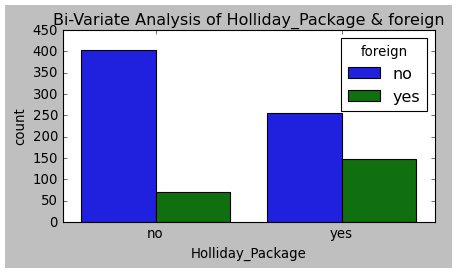 Bi-Variate Analysis of Holliday_Package & foreign
450
400
350
300
250
200
150
100
50
0
count
foreign
no
yes
no
yes
Holliday_Package